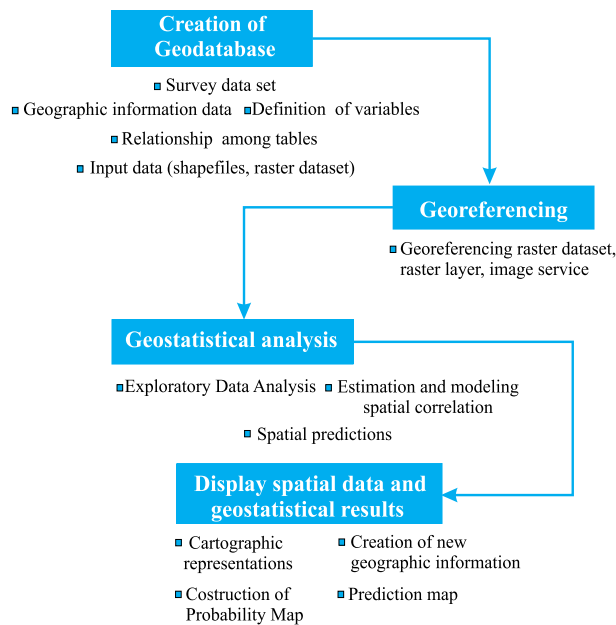 Creation of
Geodatabase
Survey data set
Geographic information data
Definition of variables
Relationship among tables
Input data (shapefiles, raster dataset)
Georeferencing
Georeferencing raster dataset,
raster layer, image service
Geostatistical analysis
Exploratory Data Analysis
Estimation and modeling
spatial correlation
Spatial predictions
Display spatial data and
geostatistical results
Cartographic
representations
Creation of new
geographic information
Costruction of
Probability Map
Prediction map